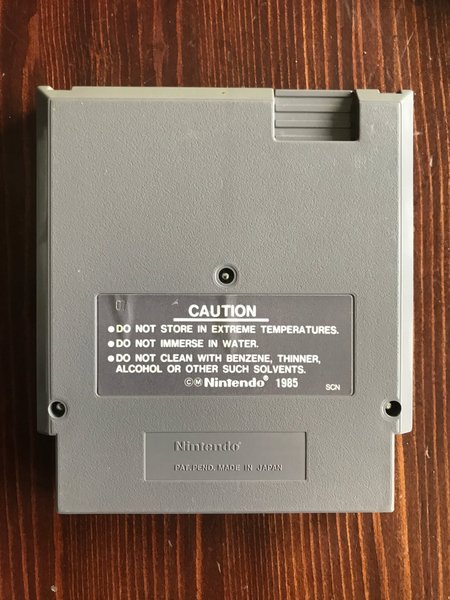 CAUTION
●DO NOT STORE IN EXTREME TEMPERATURES.
●DO NOT IMMERSE IN WATER.
●DO NOT CLEAN WITH BENZENE, THINNER,
ALCOHOL OR OTHER SUCH SOLVENTS.
©Ⓜ Nintendo® 1985
SCN
Nintendo®
PAT. PEND. MADE IN JAPAN